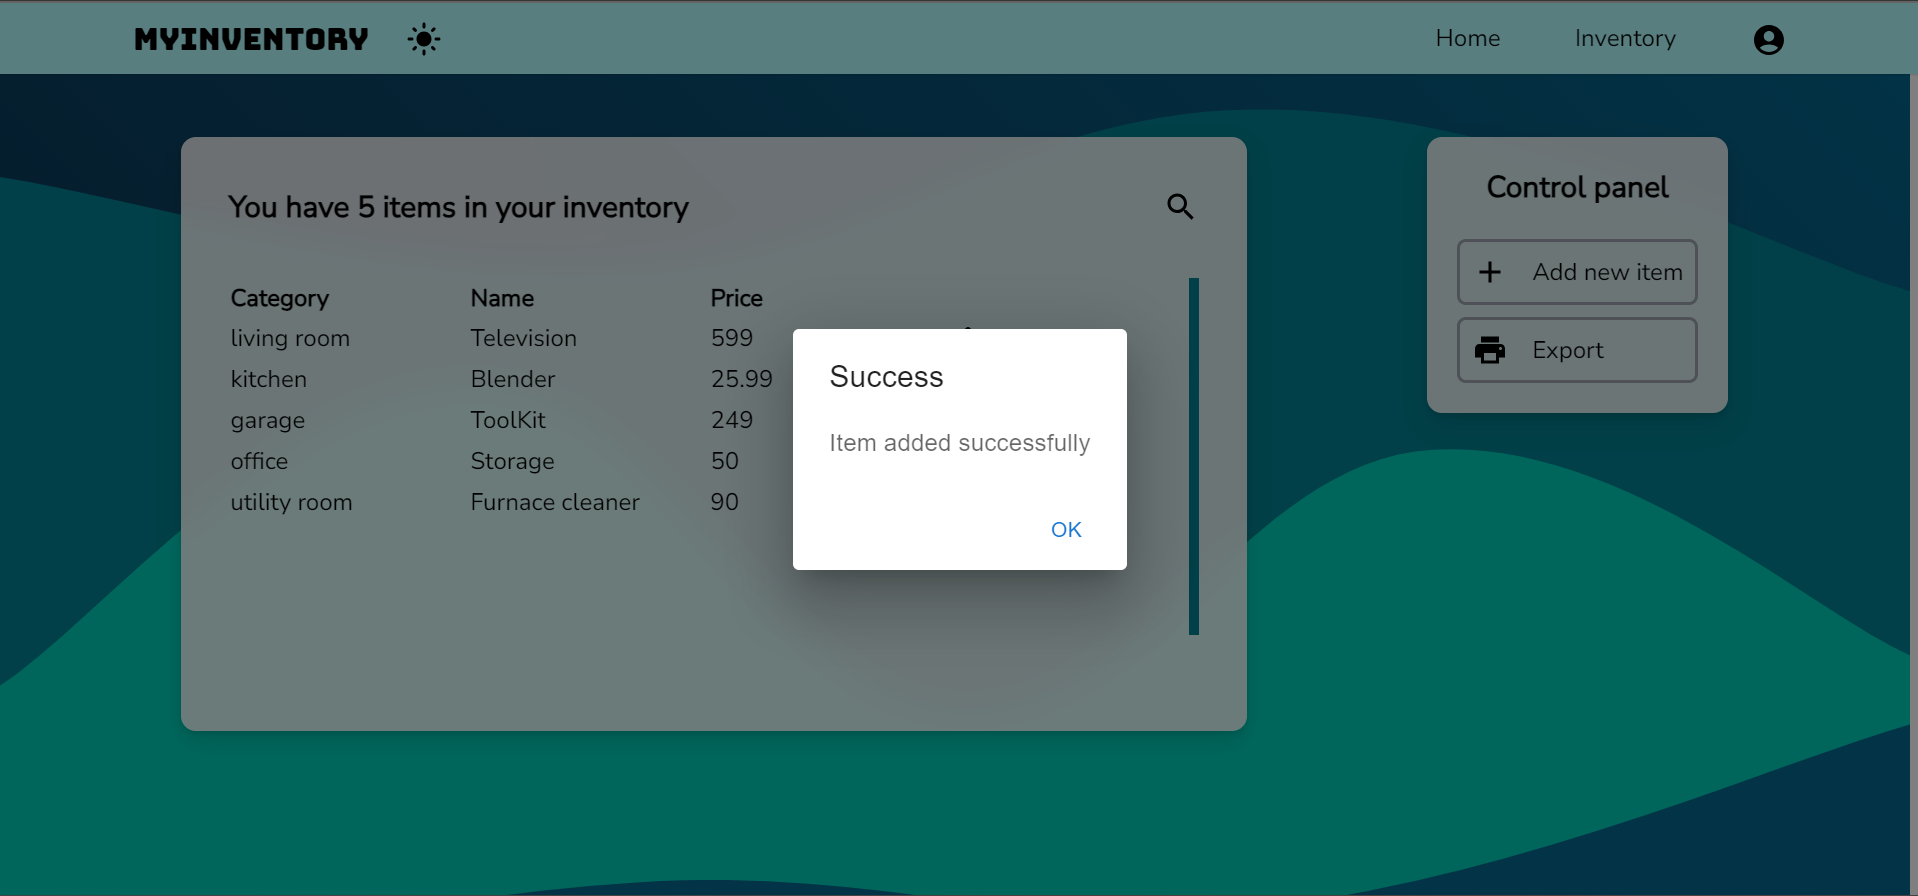 MYINVENTORY
Home
Inventory
You have 5 items in your inventory
Category Name Price
living room Television 599
kitchen Blender 25.99
garage ToolKit 249
office Storage 50
utility room Furnace cleaner 90
Success
Item added successfully
OK
Control panel
Add new item
Export